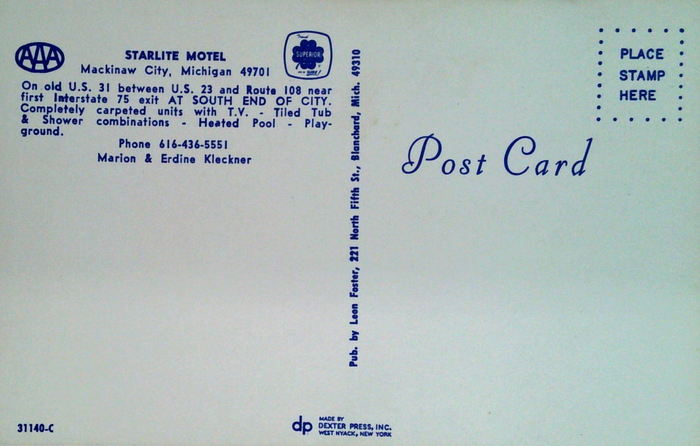 AAA
STARLITE MOTEL
Mackinaw City, Michigan 49701
SUPERIOR
On old U.S. 31 between U.S. 23 and Route 108 near
first Interstate 75 exit AT SOUTH END OF CITY.
Completely carpeted units with T.V. - Tiled Tub
& Shower combinations - Heated Pool - Play-
ground.
Phone 616-436-5551
Marion & Erdine Kleckner
31140-C
Pub. by Leon Foster, 221 North Fifth St., Blanchard, Mich. 49310
dp
MADE BY
DEXTER PRESS, INC.
WEST NYACK, NEW YORK
PLACE
STAMP
HERE
Post Card